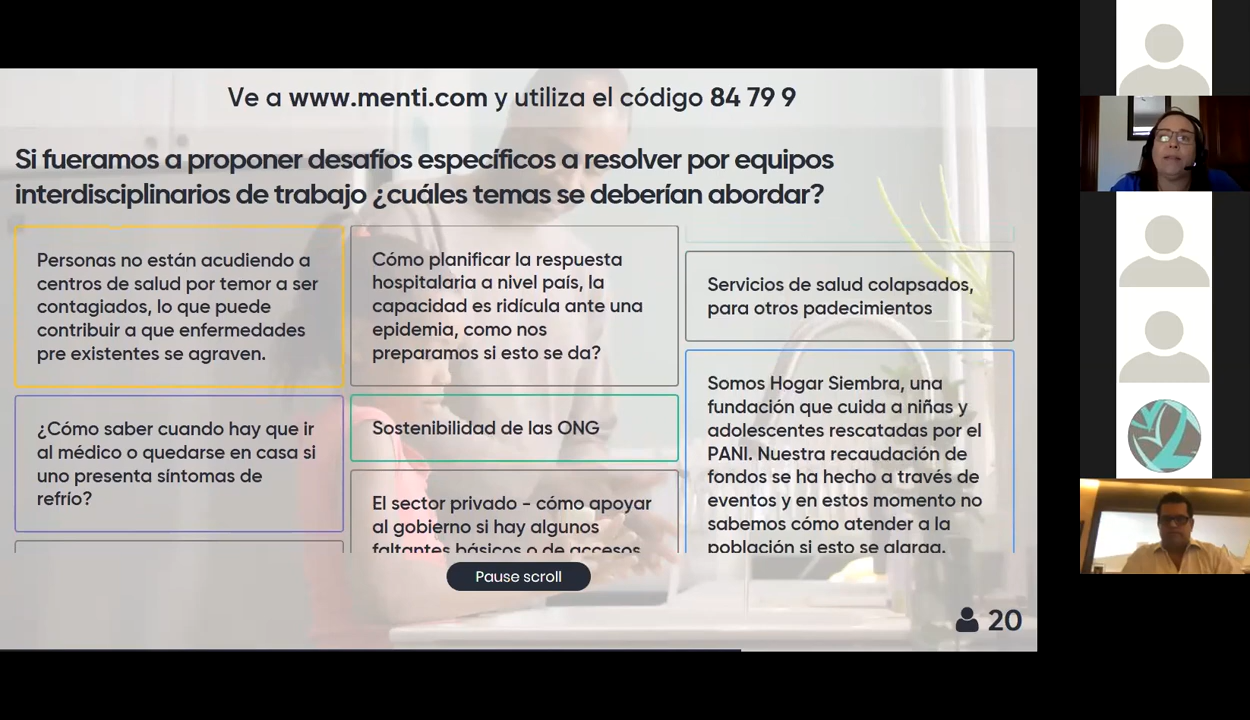 Ve a www.menti.com y utiliza el código 84 79 9
Si fueramos a proponer desafíos específicos a resolver por equipos
interdisciplinarios de trabajo ¿cuáles temas se deberían abordar?
Personas no están acudiendo a
centros de salud por temor a ser
contagiados, lo que puede
contribuir a que enfermedades
pre existentes se agraven.
¿Cómo saber cuando hay que ir
al médico o quedarse en casa si
uno presenta síntomas de
refrío?
Cómo planificar la respuesta
hospitalaria a nivel país, la
capacidad es ridícula ante una
epidemia, como nos
preparamos si esto se da?
Sostenibilidad de las ONG
El sector privado - cómo apoyar
al gobierno si hay algunos
faltantes básicos o de accesos
Servicios de salud colapsados,
para otros padecimientos
Somos Hogar Siembra, una
fundación que cuida a niñas y
adolescentes rescatadas por el
PANI. Nuestra recaudación de
fondos se ha hecho a través de
eventos y en estos momento no
sabemos cómo atender a la
población si esto se alarga.
Pause scroll
20